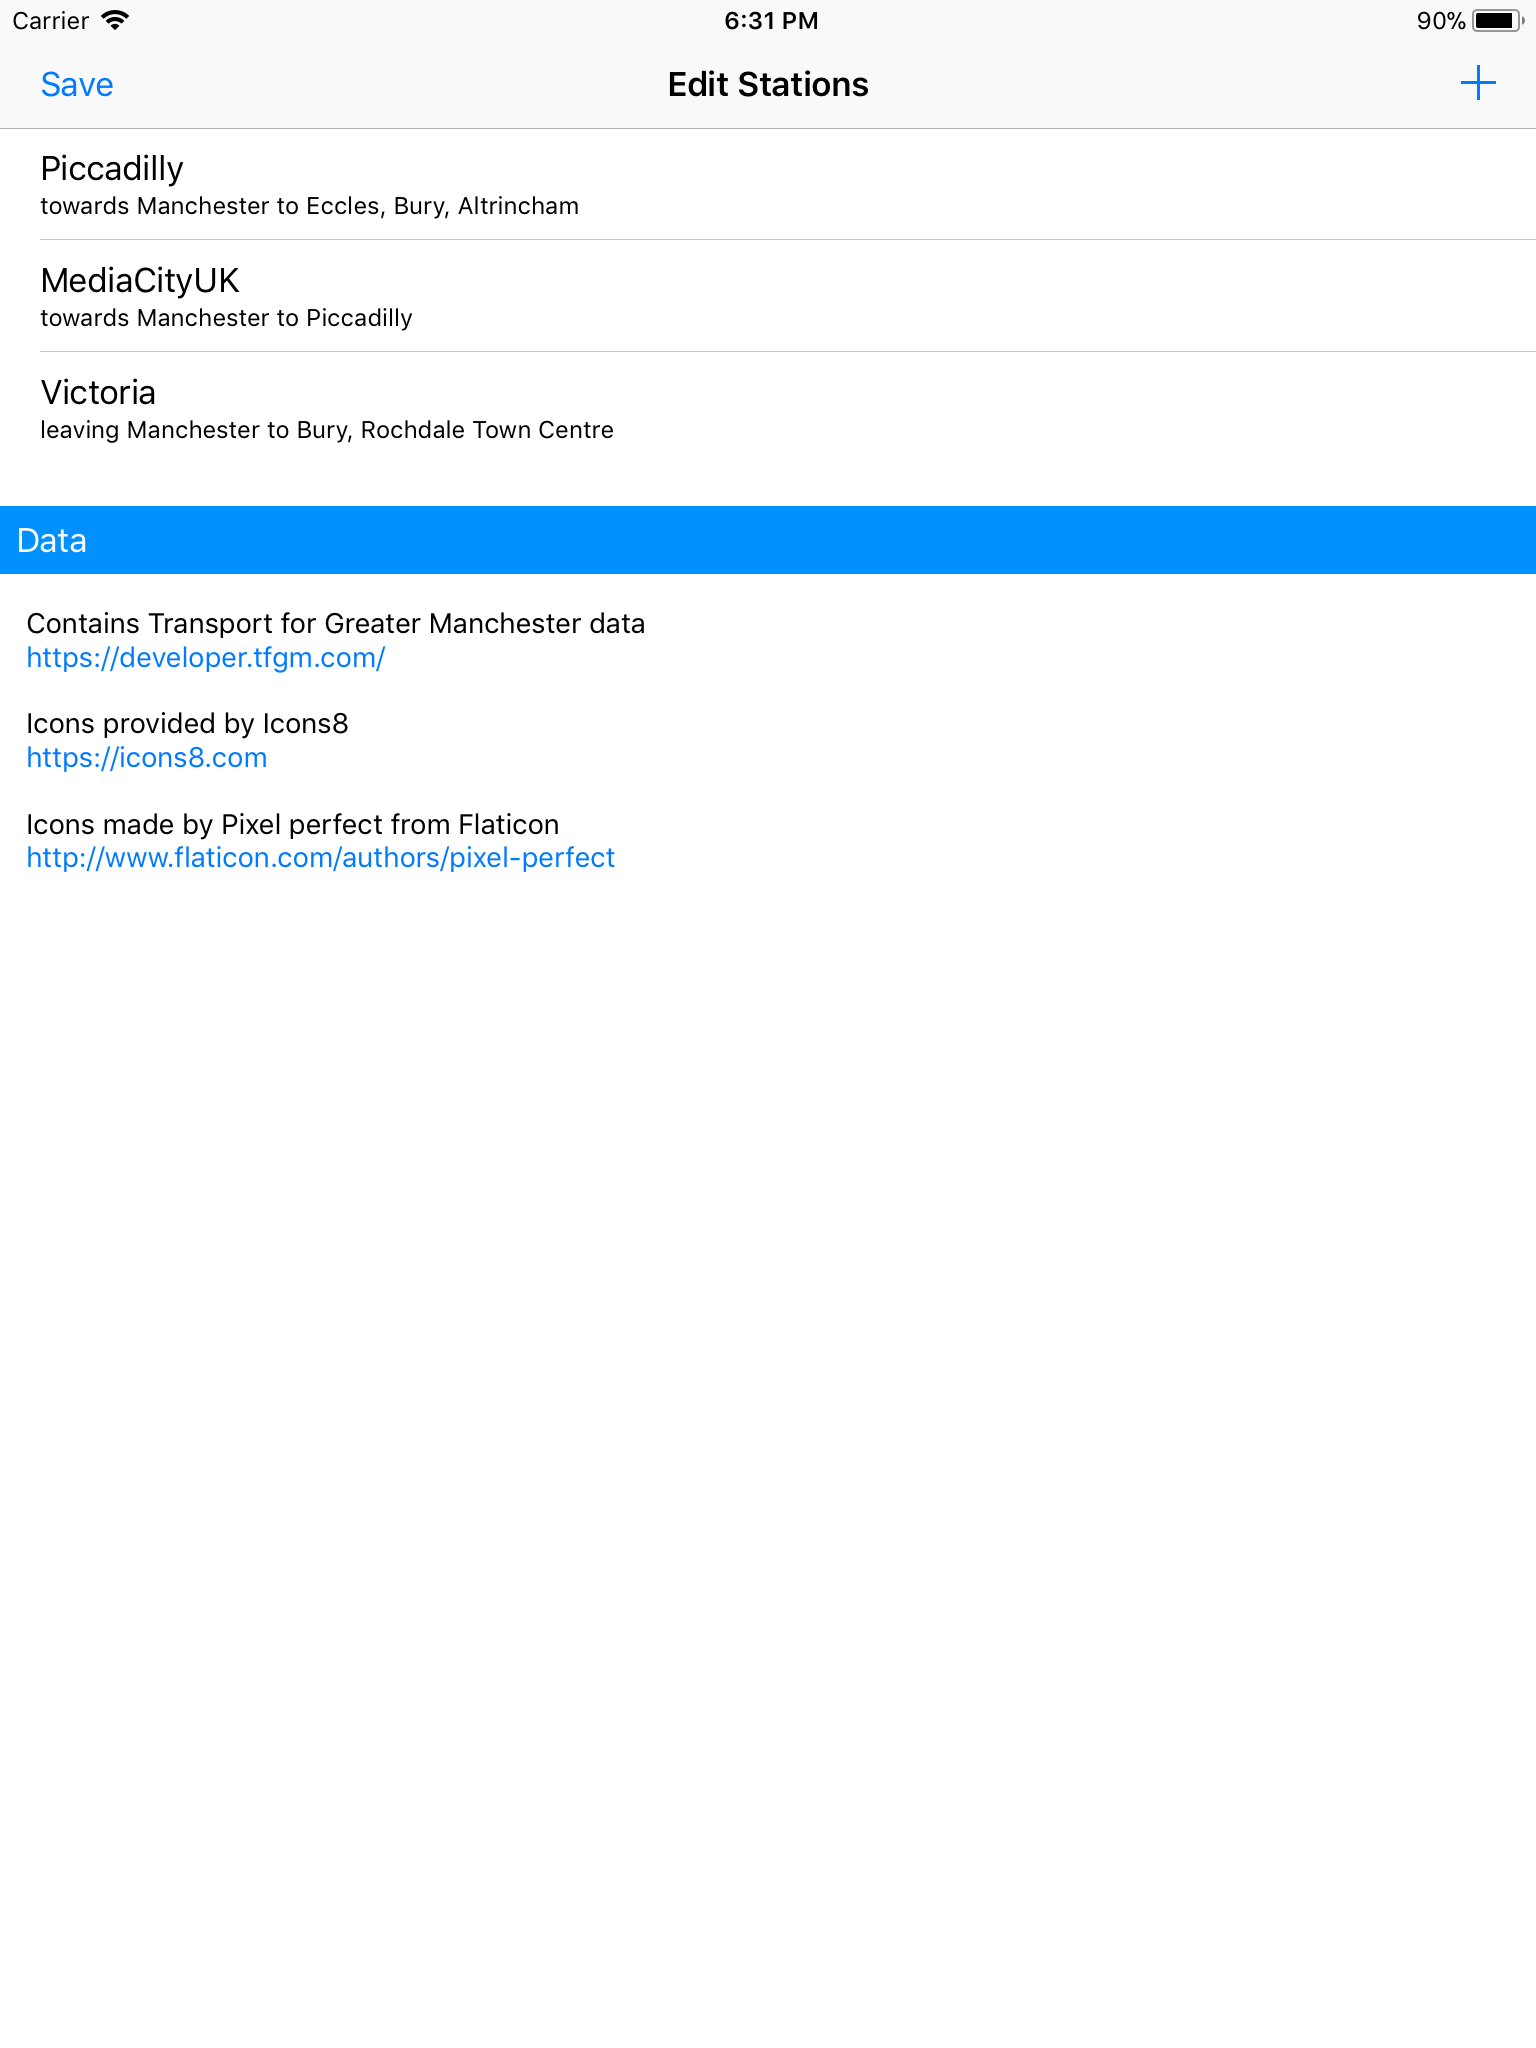 Carrier 6:31 PM 90%
Save Edit Stations
Piccadilly
towards Manchester to Eccles, Bury, Altrincham
MediaCityUK
towards Manchester to Piccadilly
Victoria
leaving Manchester to Bury, Rochdale Town Centre
Data
Contains Transport for Greater Manchester data
https://developer.tfgm.com/
Icons provided by Icons8
https://icons8.com
Icons made by Pixel perfect from Flaticon
http://www.flaticon.com/authors/pixel-perfect